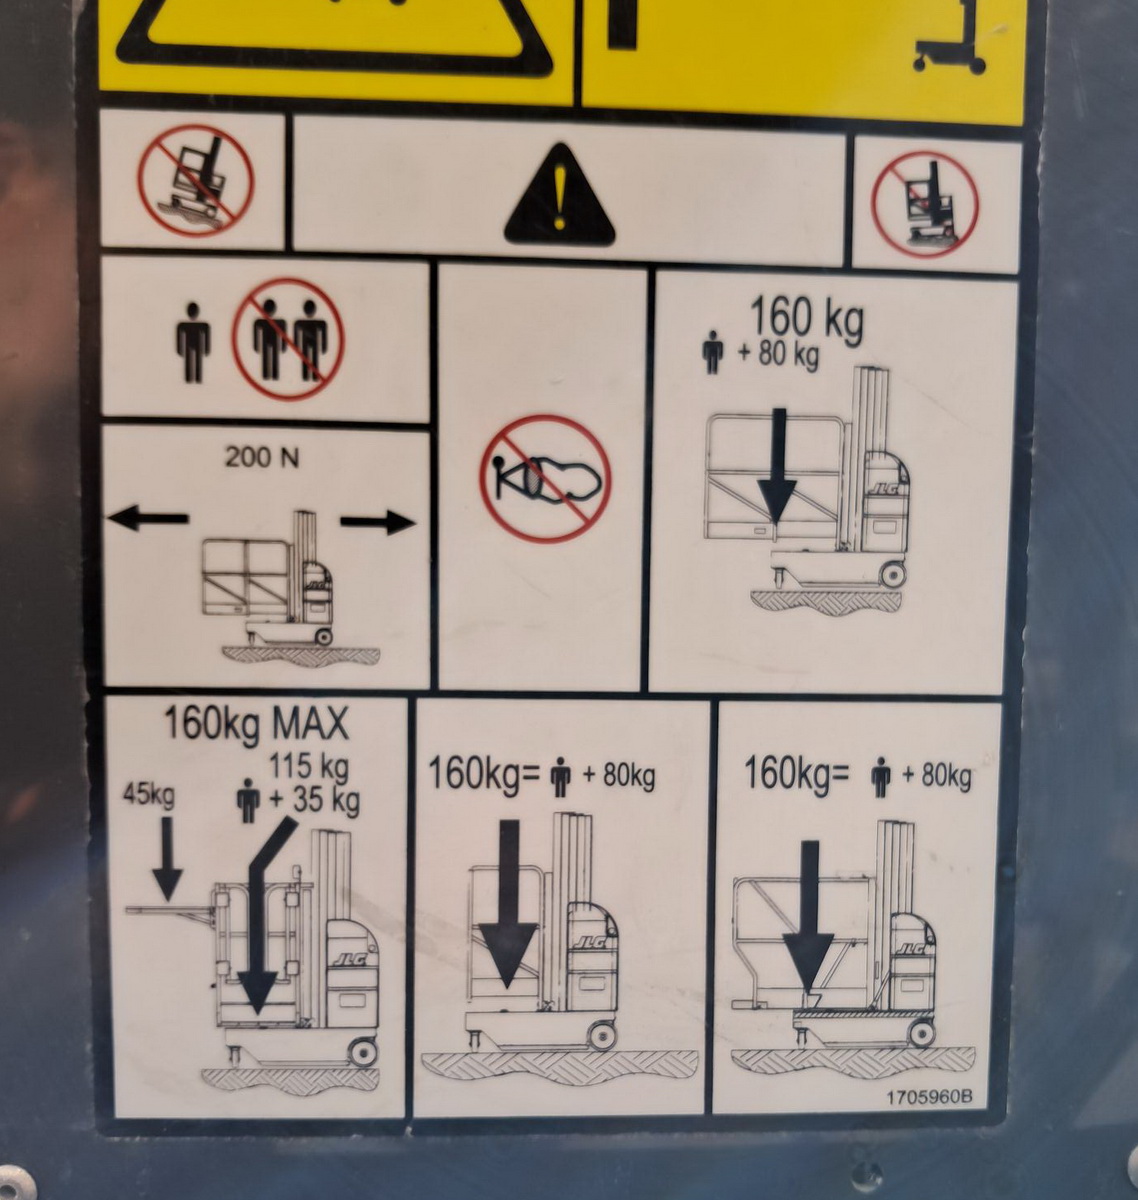 160 kg
+ 80 kg
JLG
200 N
JLG
160kg MAX
115 kg
+ 35 kg
45kg
JLG
160kg= + 80kg
JLG
160kg= + 80kg
JLG
1705960B